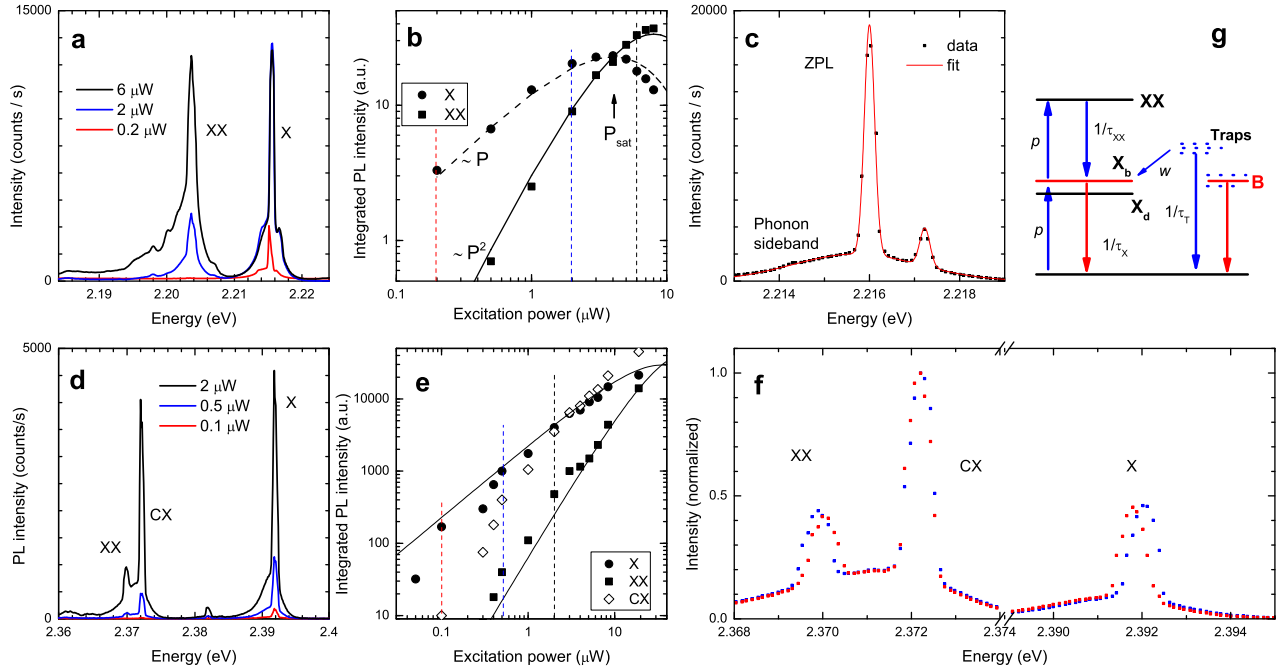 a
15000
0
Intensity (counts / s)
6 μW
2 μW
0.2 μW
XX
X
2.19 2.20 2.21 2.22
Energy (eV)
b
Integrated PL intensity (a.u.)
10
1
X
XX
~ P
~ P²
P sat
0.1 1 10
Excitation power (μW)
c
20000
0
Intensity (counts / s)
ZPL
data
fit
Phonon
sideband
2.214 2.216 2.218
Energy (eV)
g
XX
p
1/τXX
Traps
Xb
w
B
Xd
p
1/τX
1/τT
d
5000
0
PL intensity (counts/s)
2 μW
0.5 μW
0.1 μW
X
CX
XX
2.36 2.37 2.38 2.39 2.4
Energy (eV)
e
Integrated PL intensity (a.u.)
10000
1000
100
10
X
XX
CX
0.1 1 10
Excitation power (μW)
f
Intensity (normalized)
1.0
0.5
0.0
XX
CX
X
2.368 2.370 2.372 2.374 2.390 2.392 2.394
Energy (eV)